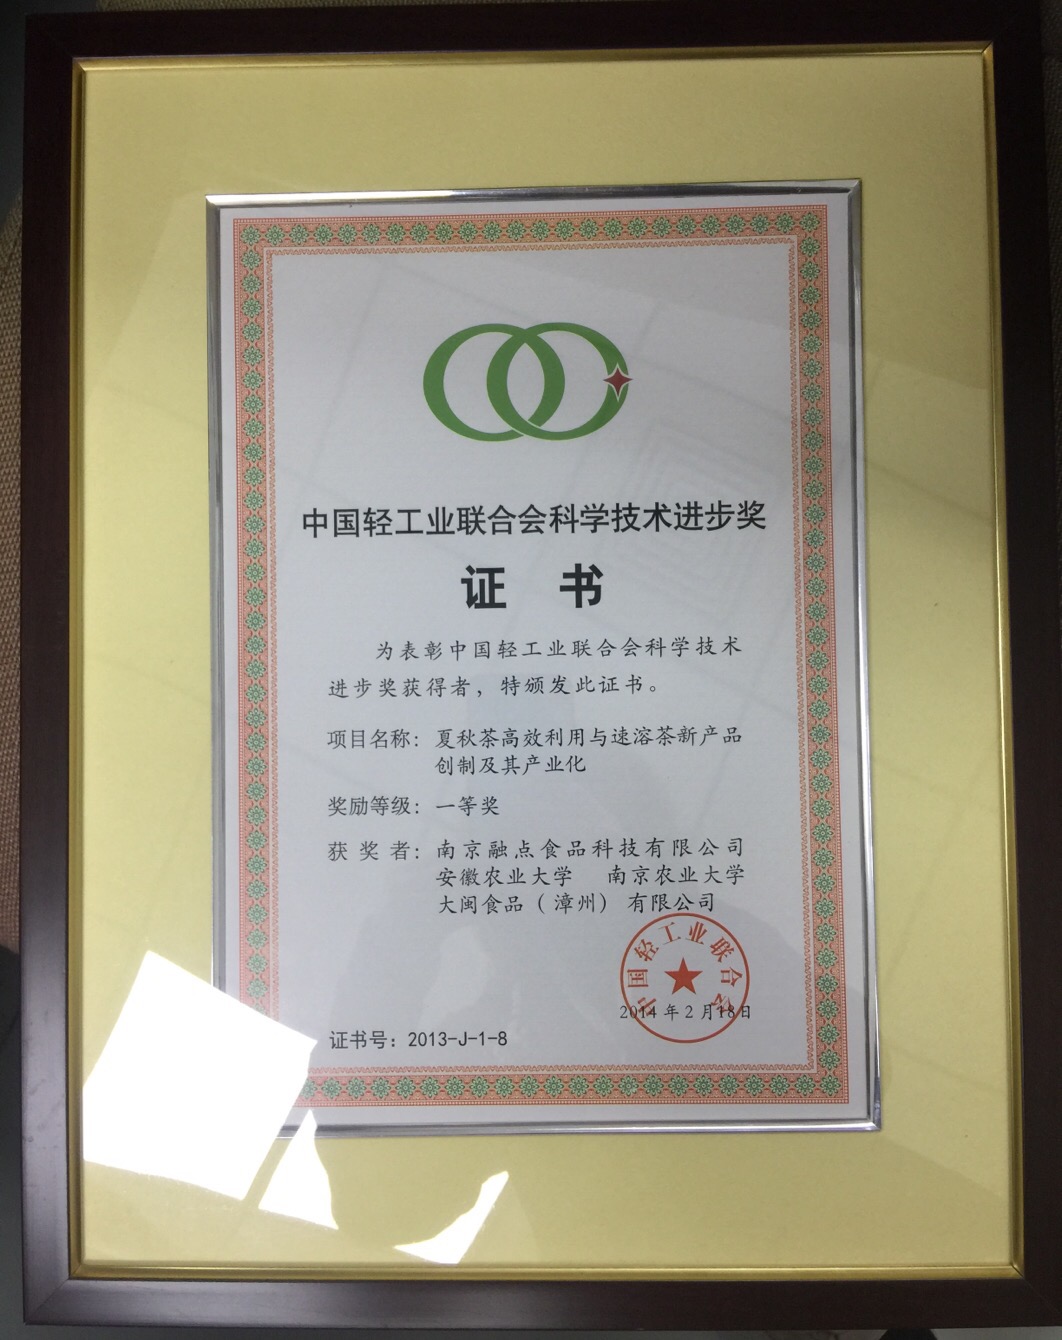 中国轻工业联合会科学技术进步奖
证 书
为表彰中国轻工业联合会科学技术
进步奖获得者，特颁发此证书。
项目名称：夏秋茶高效利用与速溶茶新产品
创制及其产业化
奖励等级：一等奖
获 奖 者：南京融点食品科技有限公司
安徽农业大学 南京农业大学
大闽食品（漳州）有限公司
中国轻工业联合会
2014年2月18日
证书号：2013-J-1-8